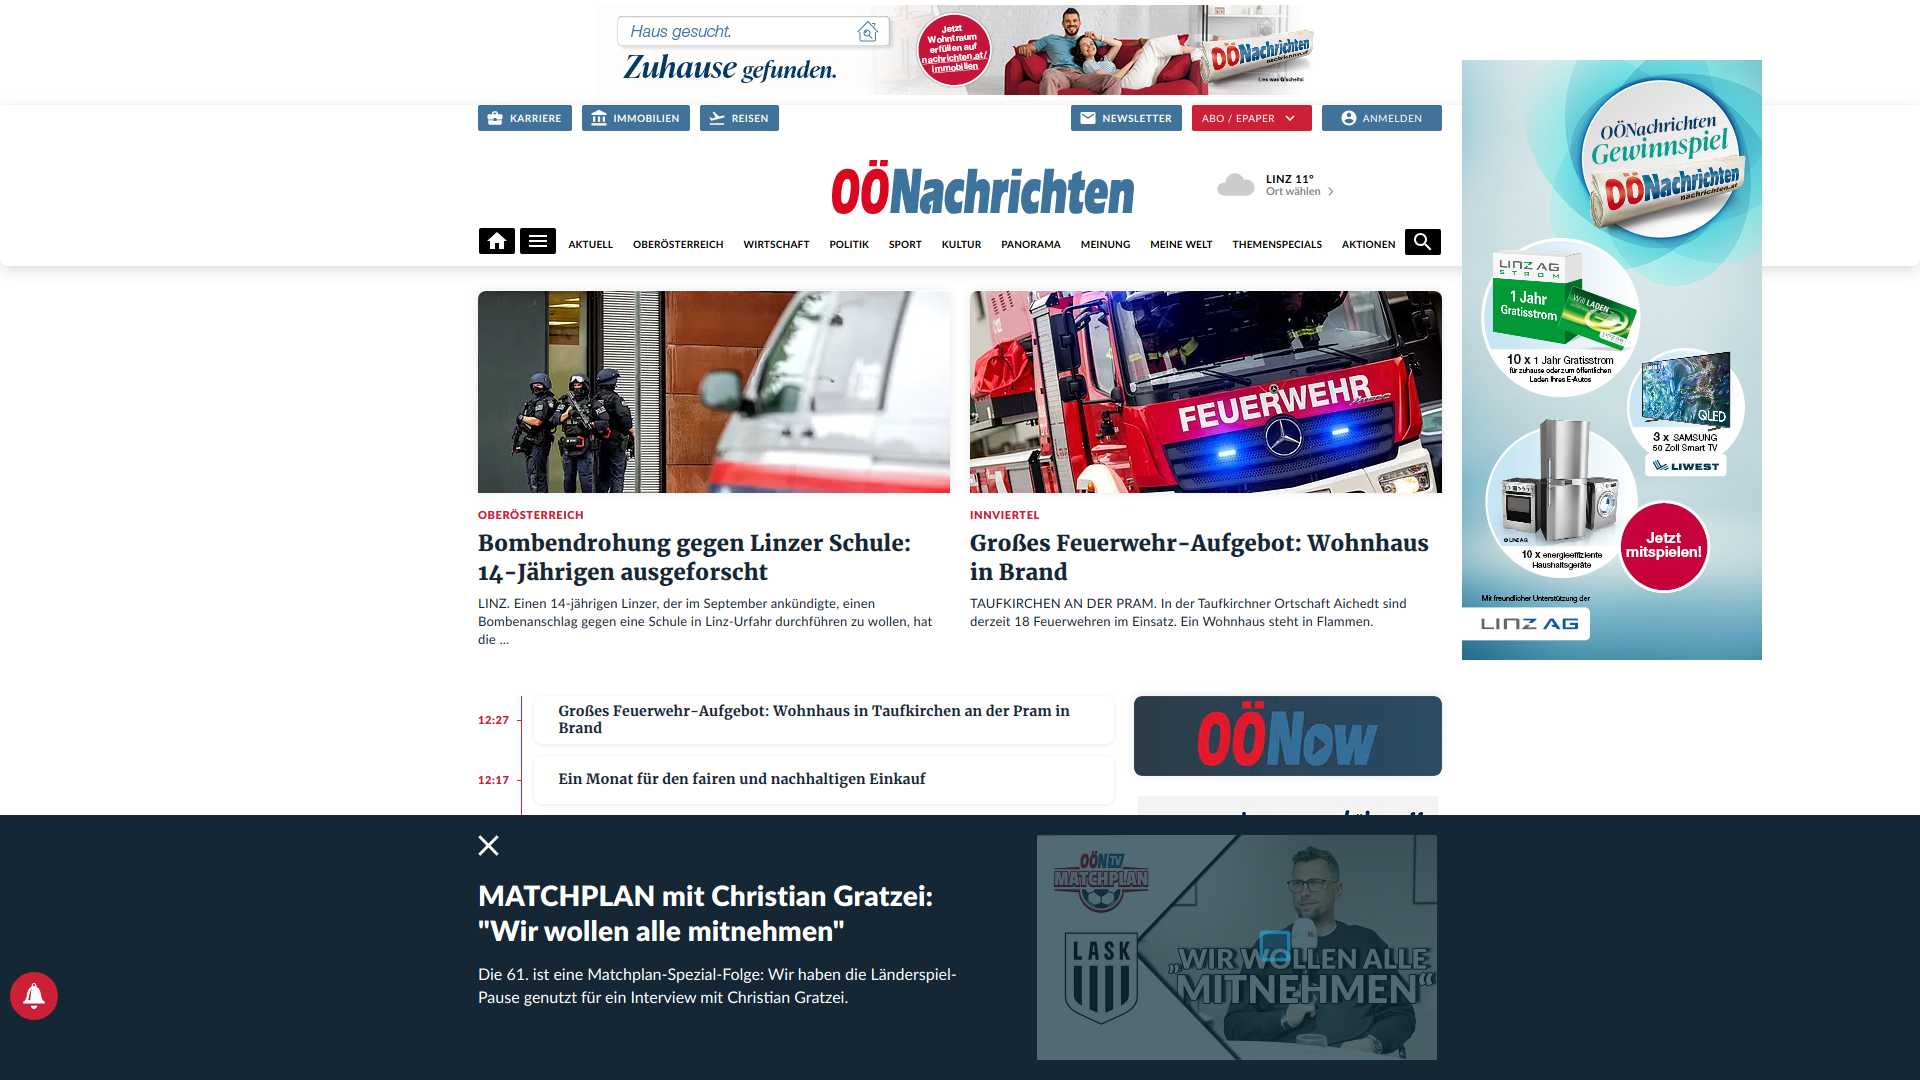 Haus gesucht.
Zuhause gefunden.
Jetzt
Wohntraum
erfüllen auf
nachrichten.at/
immobilien
OÖNachrichten
nachrichten.at
Lies was G'scheits!
KARRIERE
IMMOBILIEN
REISEN
NEWSLETTER
ABO / EPAPER
ANMELDEN
OÖNachrichten
LINZ 11°
Ort wählen
AKTUELL
OBERÖSTERREICH
WIRTSCHAFT
POLITIK
SPORT
KULTUR
PANORAMA
MEINUNG
MEINE WELT
THEMENSPECIALS
AKTIONEN
FEUERWEHR
OBERÖSTERREICH
Bombendrohung gegen Linzer Schule:
14-Jährigen ausgeforscht
LINZ. Einen 14-jährigen Linzer, der im September ankündigte, einen
Bombenanschlag gegen eine Schule in Linz-Urfahr durchführen zu wollen, hat
die ...
INNVIERTEL
Großes Feuerwehr-Aufgebot: Wohnhaus
in Brand
TAUFKIRCHEN AN DER PRAM. In der Taufkirchner Ortschaft Aichedt sind
derzeit 18 Feuerwehren im Einsatz. Ein Wohnhaus steht in Flammen.
OÖNachrichten
Gewinnspiel
OÖNachrichten
nachrichten.at
LINZ AG
STROM
1 Jahr
Gratisstrom
Will LADEN
10 x 1 Jahr Gratisstrom
für zuhause oder zum öffentlichen
Laden Ihres E-Autos
QLED
3 x SAMSUNG
50 Zoll Smart TV
LIWEST
© LINZ AG
10 x energieeffiziente
Haushaltsgeräte
Jetzt
mitspielen!
Mit freundlicher Unterstützung der
LINZ AG
12:27
Großes Feuerwehr-Aufgebot: Wohnhaus in Taufkirchen an der Pram in
Brand
12:17
Ein Monat für den fairen und nachhaltigen Einkauf
OÖNow
MATCHPLAN mit Christian Gratzei:
"Wir wollen alle mitnehmen"
Die 61. ist eine Matchplan-Spezial-Folge: Wir haben die Länderspiel-
Pause genutzt für ein Interview mit Christian Gratzei.
OÖN TV
MATCHPLAN
LASK
„WIR WOLLEN ALLE
MITNEHMEN“